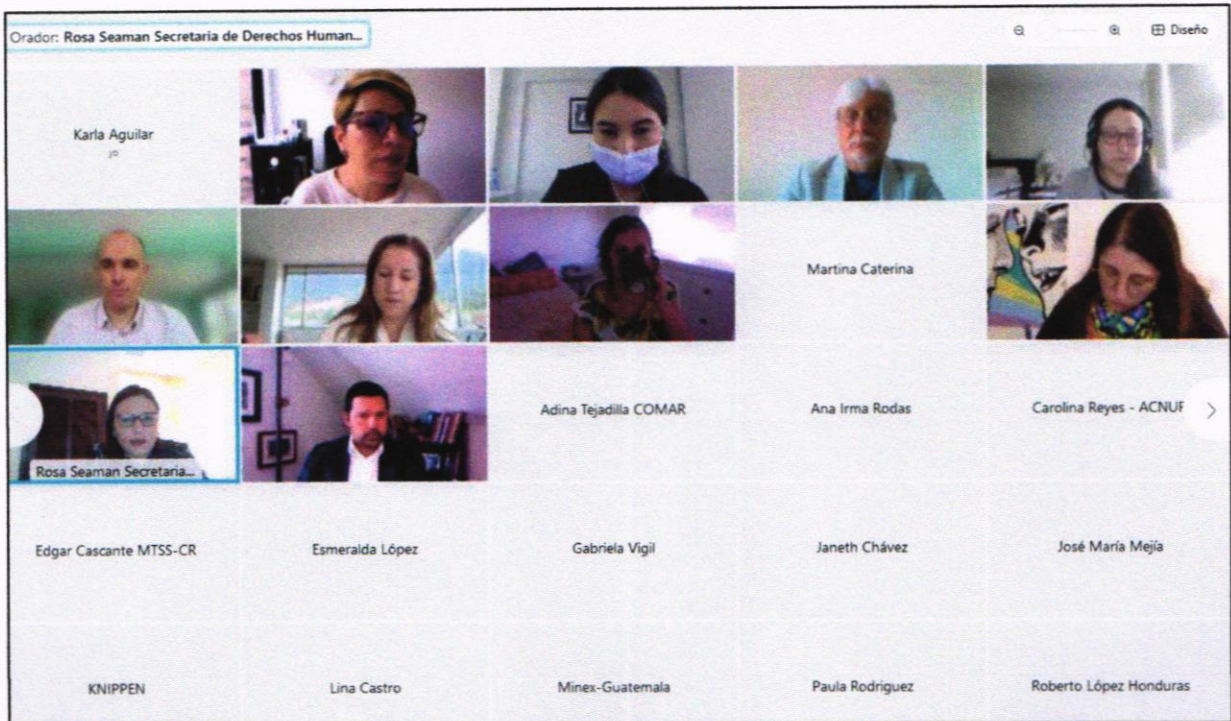 Orador: Rosa Seaman Secretaria de Derechos Human...
Diseño
Karla Aguilar
yo
Martina Caterina
Rosa Seaman Secretaria...
Adina Tejadilla COMAR
Ana Irma Rodas
Carolina Reyes - ACNUR
Edgar Cascante MTSS-CR
Esmeralda López
Gabriela Vigil
Janeth Chávez
José María Mejía
KNIPPEN
Lina Castro
Minex-Guatemala
Paula Rodriguez
Roberto López Honduras